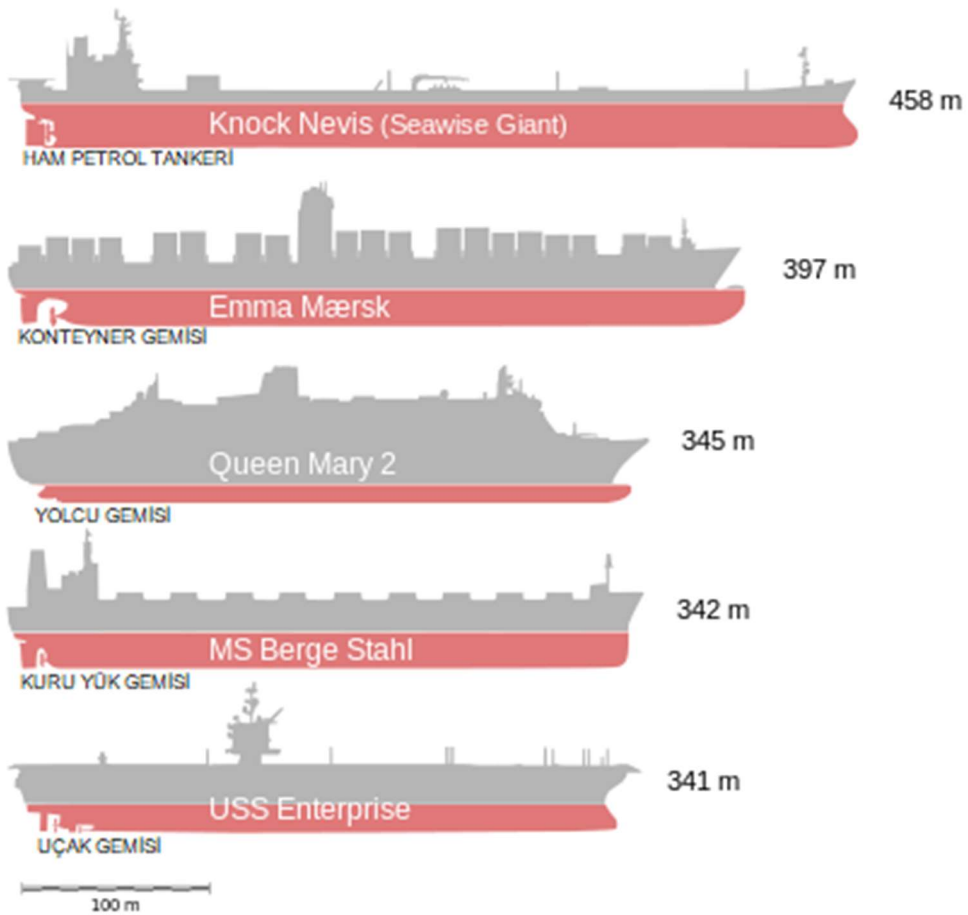 458 m
Knock Nevis (Seawise Giant)
HAM PETROL TANKERİ
397 m
Emma Mærsk
KONTEYNER GEMİSİ
345 m
Queen Mary 2
YOLCU GEMİSİ
342 m
MS Berge Stahl
KURU YÜK GEMİSİ
341 m
USS Enterprise
UÇAK GEMİSİ
100 m